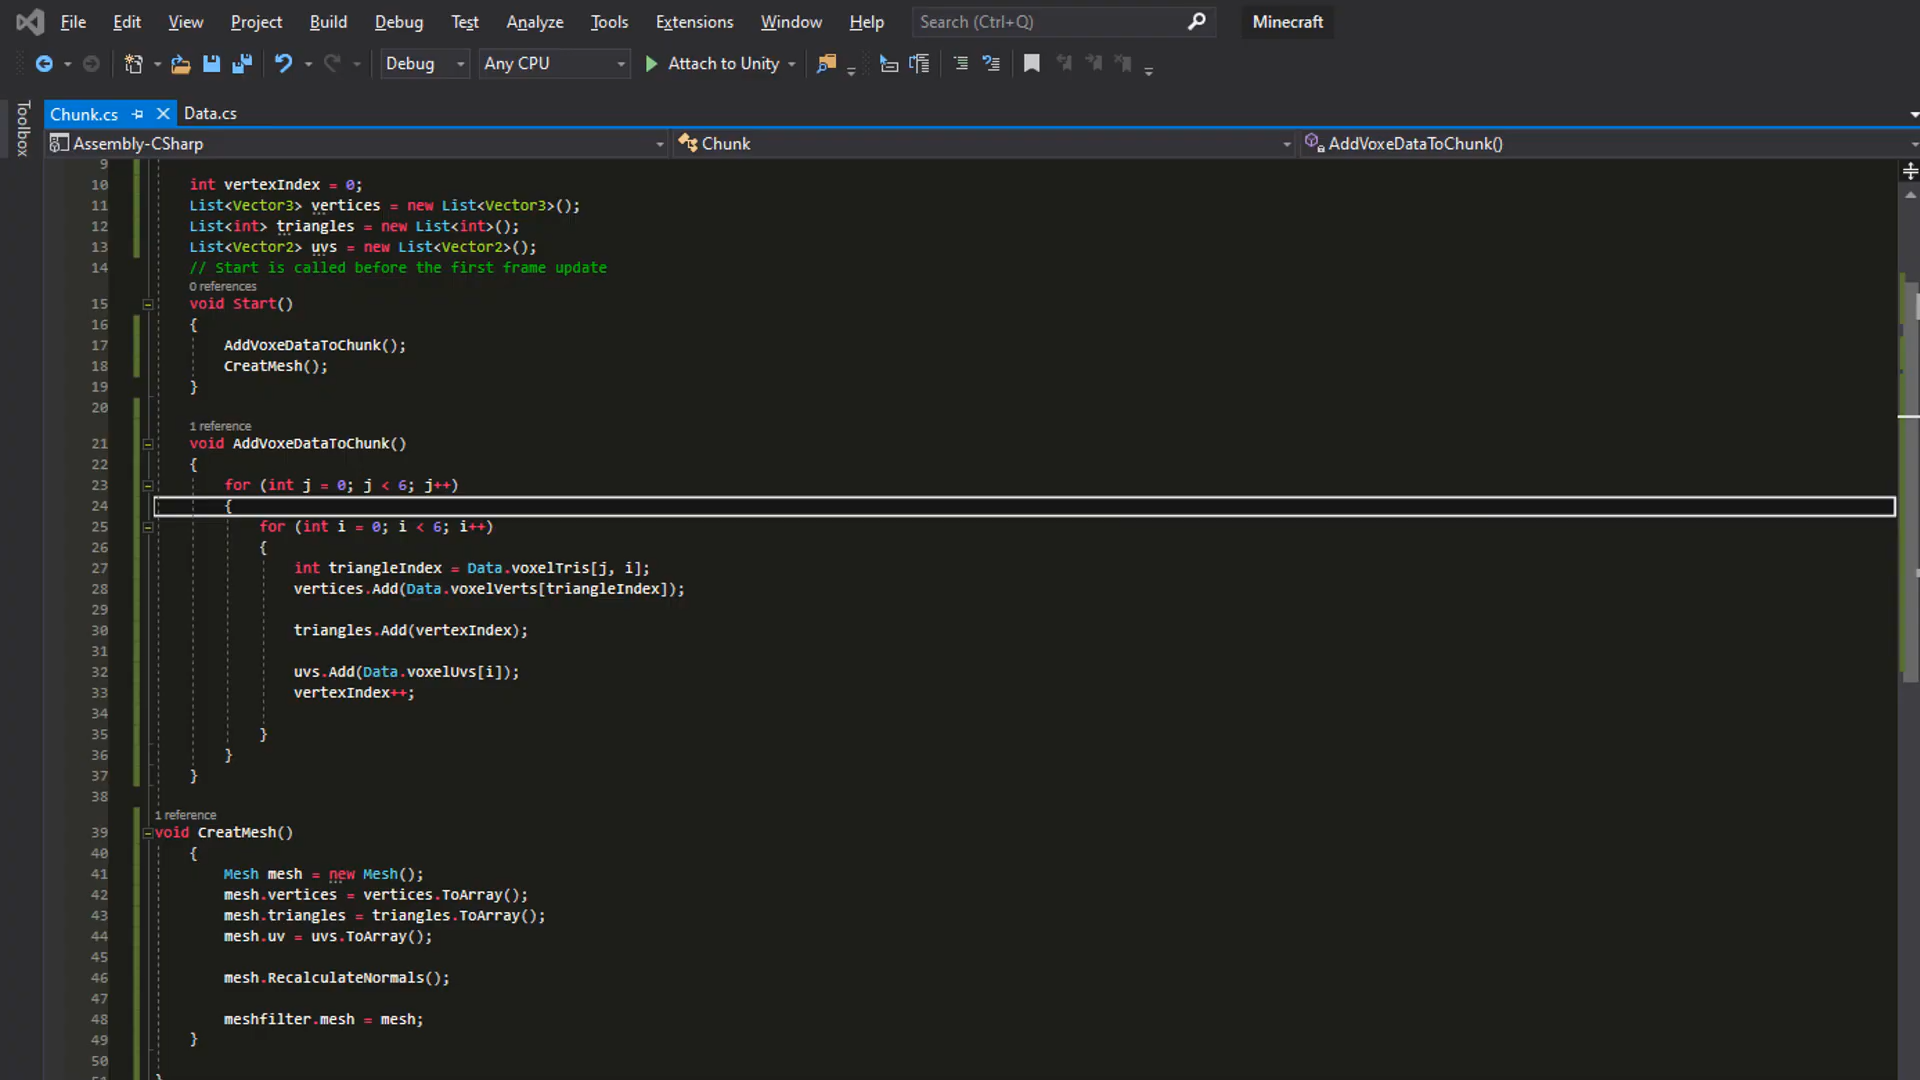 File Edit View Project Build Debug Test Analyze Tools Extensions Window Help Search (Ctrl+Q) Minecraft
Debug Any CPU Attach to Unity
Toolbox
Chunk.cs Data.cs
Assembly-CSharp Chunk AddVoxeDataToChunk()
9
10 int vertexIndex = 0;
11 List<Vector3> vertices = new List<Vector3>();
12 List<int> triangles = new List<int>();
13 List<Vector2> uvs = new List<Vector2>();
14 // Start is called before the first frame update
0 references
15 void Start()
16 {
17 AddVoxeDataToChunk();
18 CreatMesh();
19 }
20
1 reference
21 void AddVoxeDataToChunk()
22 {
23 for (int j = 0; j < 6; j++)
24 {
25 for (int i = 0; i < 6; i++)
26 {
27 int triangleIndex = Data.voxelTris[j, i];
28 vertices.Add(Data.voxelVerts[triangleIndex]);
29
30 triangles.Add(vertexIndex);
31
32 uvs.Add(Data.voxelUvs[i]);
33 vertexIndex++;
34
35 }
36 }
37 }
38
1 reference
39 void CreatMesh()
40 {
41 Mesh mesh = new Mesh();
42 mesh.vertices = vertices.ToArray();
43 mesh.triangles = triangles.ToArray();
44 mesh.uv = uvs.ToArray();
45
46 mesh.RecalculateNormals();
47
48 meshfilter.mesh = mesh;
49 }
50
51 }